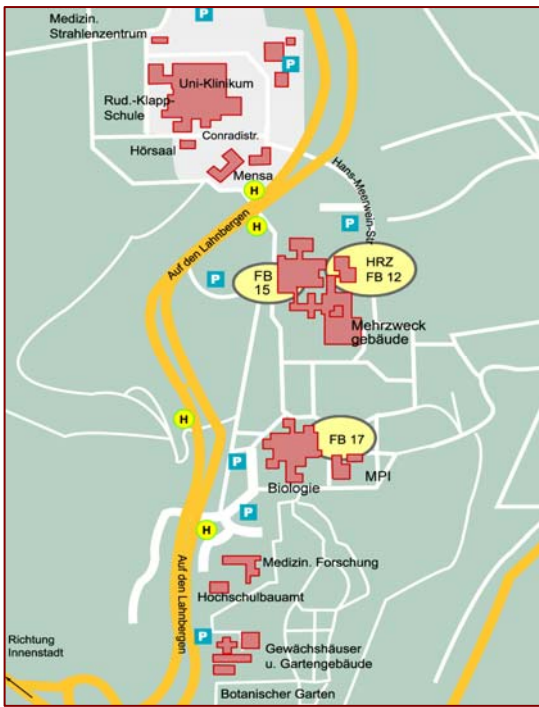 P
Medizin.
Strahlenzentrum
P
Uni-Klinikum
Rud.-Klapp-
Schule
Conradistr.
Hörsaal
Mensa
Hans-Meerwein-Str
H
P
H
Auf den Lahnbergen
HRZ
FB 12
FB
15
P
Mehrzweck
gebäude
H
FB 17
P
MPI
Biologie
P
H
Medizin. Forschung
Auf den Lahnbergen
Hochschulbauamt
P
Richtung
Innenstadt
Gewächshäuser
u. Gartengebäude
Botanischer Garten